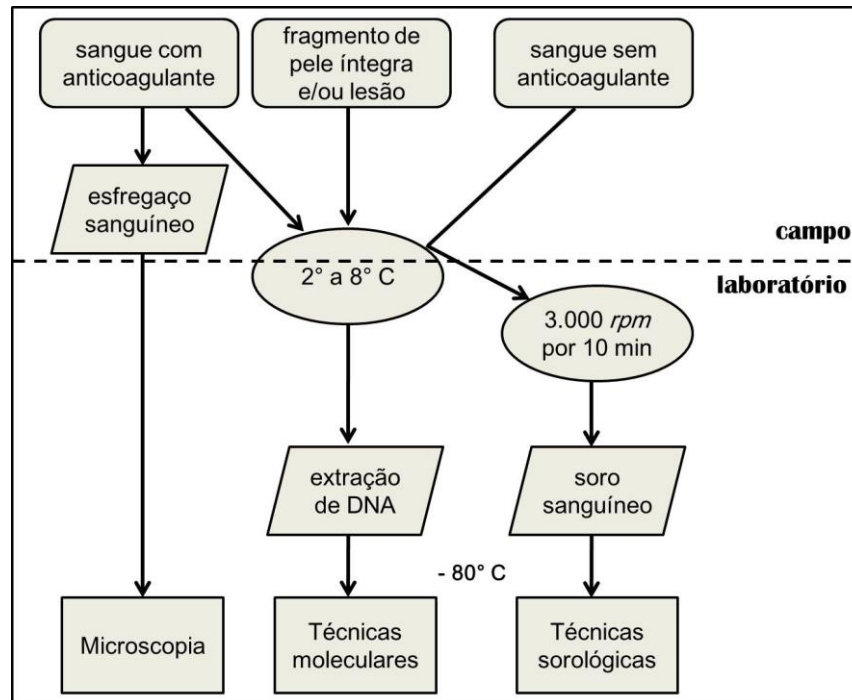 sangue com
anticoagulante
fragmento de
pele íntegra
e/ou lesão
sangue sem
anticoagulante
esfregaço
sanguíneo
campo
2° a 8° C
laboratório
3.000 rpm
por 10 min
extração
de DNA
soro
sanguíneo
- 80° C
Microscopia
Técnicas
moleculares
Técnicas
sorológicas